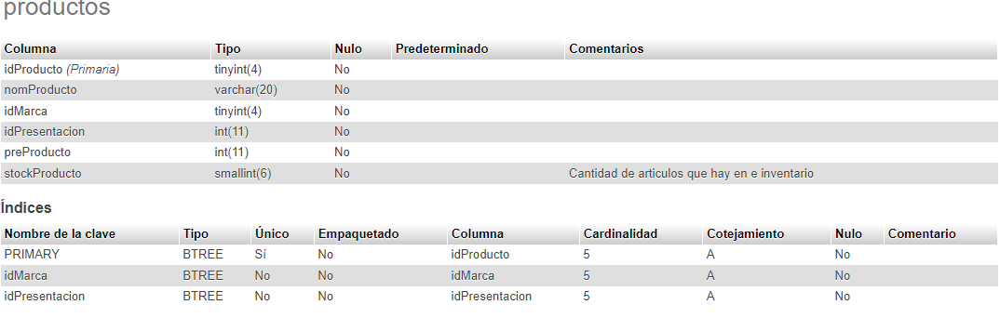 productos
Columna Tipo Nulo Predeterminado Comentarios
idProducto (Primaria) tinyint(4) No
nomProducto varchar(20) No
idMarca tinyint(4) No
idPresentacion int(11) No
preProducto int(11) No
stockProducto smallint(6) No Cantidad de articulos que hay en e inventario
Índices
Nombre de la clave Tipo Único Empaquetado Columna Cardinalidad Cotejamiento Nulo Comentario
PRIMARY BTREE Sí No idProducto 5 A No
idMarca BTREE No No idMarca 5 A No
idPresentacion BTREE No No idPresentacion 5 A No